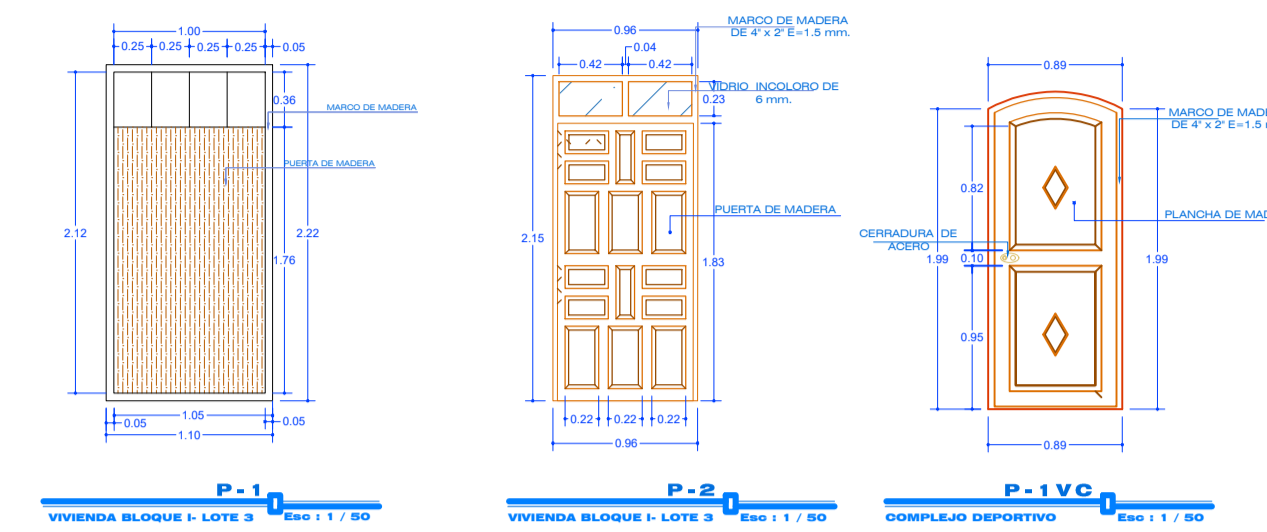 1.00
0.25
0.25
0.25
0.25
0.05
0.36
MARCO DE MADERA
PUERTA DE MADERA
2.12
2.22
1.76
1.05
0.05
0.05
1.10
P - 1
VIVIENDA BLOQUE I- LOTE 3
Esc : 1 / 50
MARCO DE MADERA
DE 4" x 2" E=1.5 mm.
0.96
0.04
0.42
0.42
VIDRIO INCOLORO DE
6 mm.
0.23
PUERTA DE MADERA
2.15
1.83
0.22
0.22
0.22
0.96
P - 2
VIVIENDA BLOQUE I- LOTE 3
Esc : 1 / 50
0.89
MARCO DE MADE
DE 4" x 2" E=1.5
0.82
PLANCHA DE MAD
CERRADURA DE
ACERO
1.99
0.10
1.99
0.95
0.89
P - 1 V C
COMPLEJO DEPORTIVO
Esc : 1 / 50